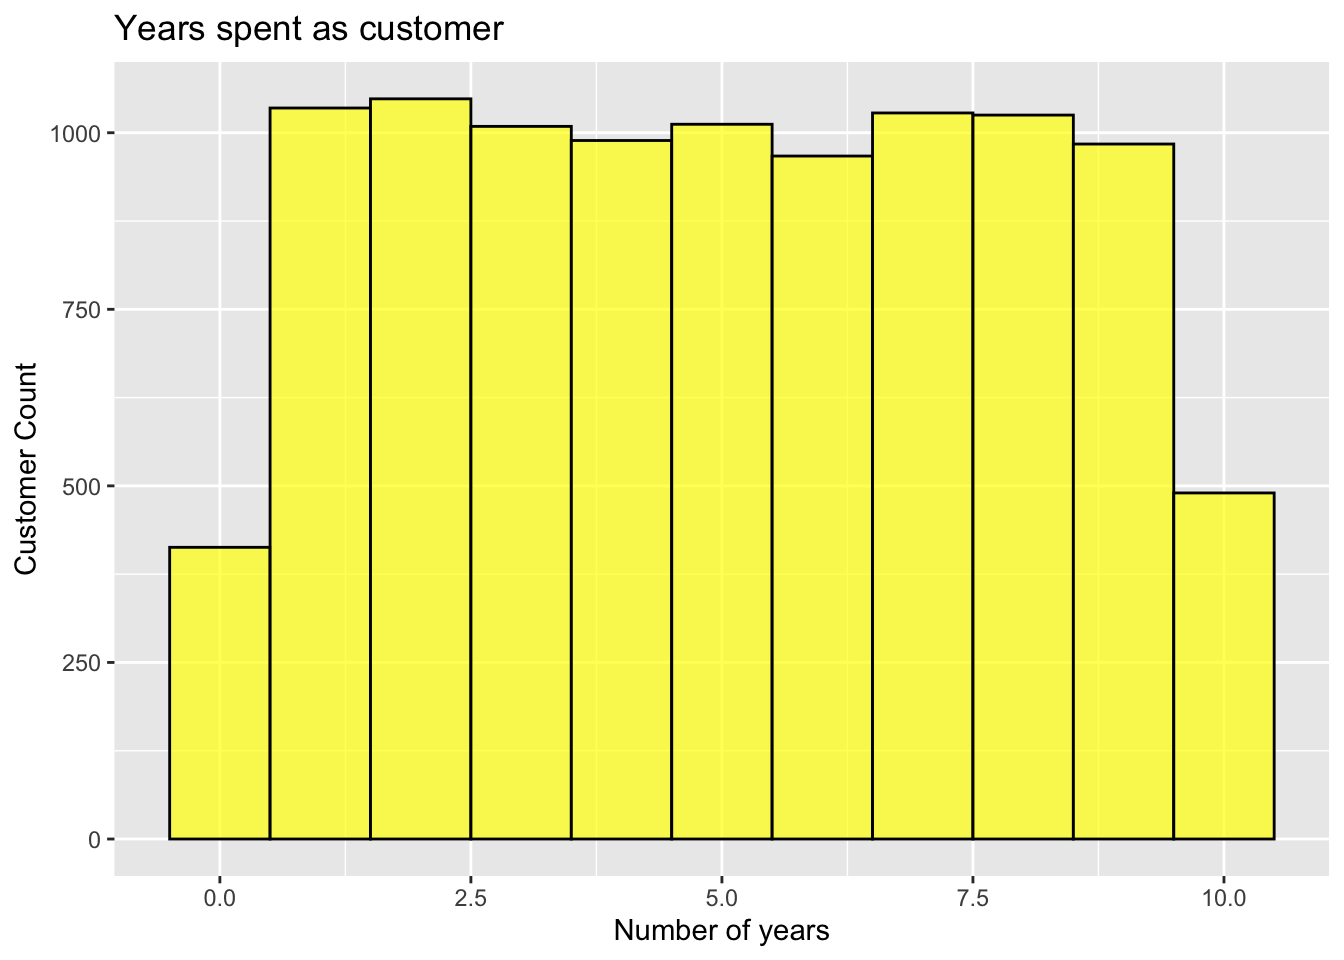 Years spent as customer
1000
750
500
250
0
Customer Count
0.0 2.5 5.0 7.5 10.0
Number of years